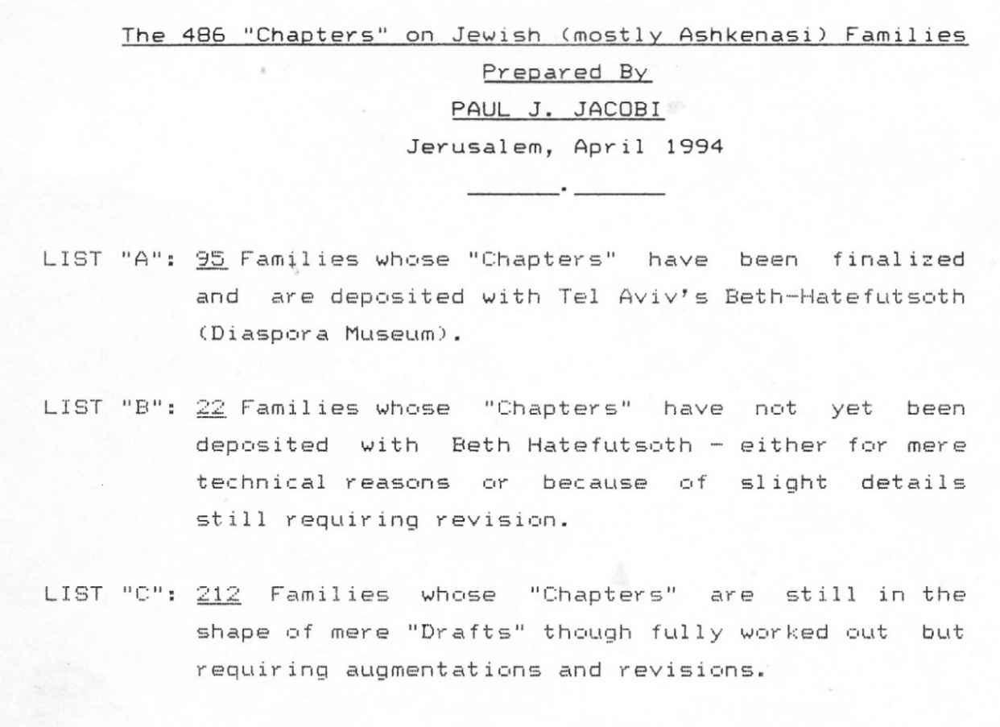 The 486 "Chapters" on Jewish (mostly Ashkenasi) Families
Prepared By
PAUL J. JACOBI
Jerusalem, April 1994
LIST "A": 95 Families whose "Chapters" have been finalized
and are deposited with Tel Aviv's Beth-Hatefutsoth
(Diaspora Museum).
LIST "B": 22 Families whose "Chapters" have not yet been
deposited with Beth Hatefutsoth - either for mere
technical reasons or because of slight details
still requiring revision.
LIST "C": 212 Families whose "Chapters" are still in the
shape of mere "Drafts" though fully worked out but
requiring augmentations and revisions.